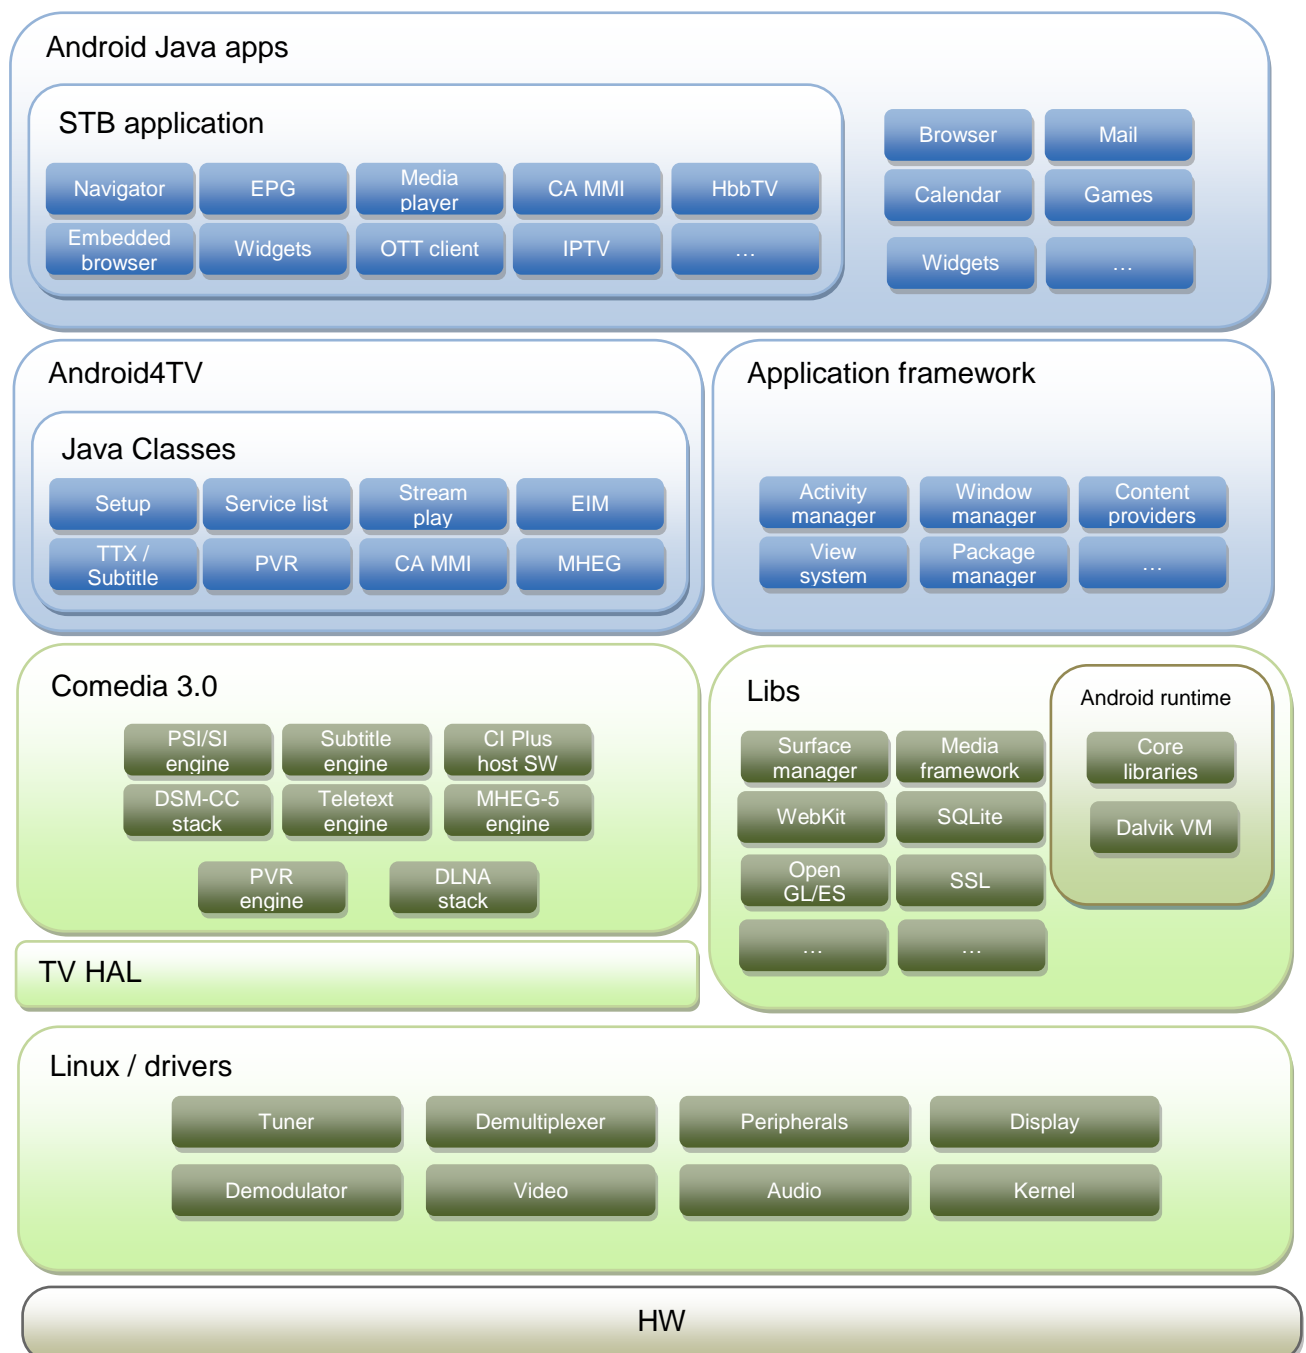 Android Java apps
STB application
Navigator
EPG
Media
player
CA MMI
HbbTV
Embedded
browser
Widgets
OTT client
IPTV
...
Browser
Mail
Calendar
Games
Widgets
...
Android4TV
Java Classes
Setup
Service list
Stream
play
EIM
TTX /
Subtitle
PVR
CA MMI
MHEG
Application framework
Activity
manager
Window
manager
Content
providers
View
system
Package
manager
...
Comedia 3.0
PSI/SI
engine
Subtitle
engine
CI Plus
host SW
DSM-CC
stack
Teletext
engine
MHEG-5
engine
PVR
engine
DLNA
stack
TV HAL
Libs
Surface
manager
Media
framework
WebKit
SQLite
Open
GL/ES
SSL
...
...
Android runtime
Core
libraries
Dalvik VM
Linux / drivers
Tuner
Demultiplexer
Peripherals
Display
Demodulator
Video
Audio
Kernel
HW